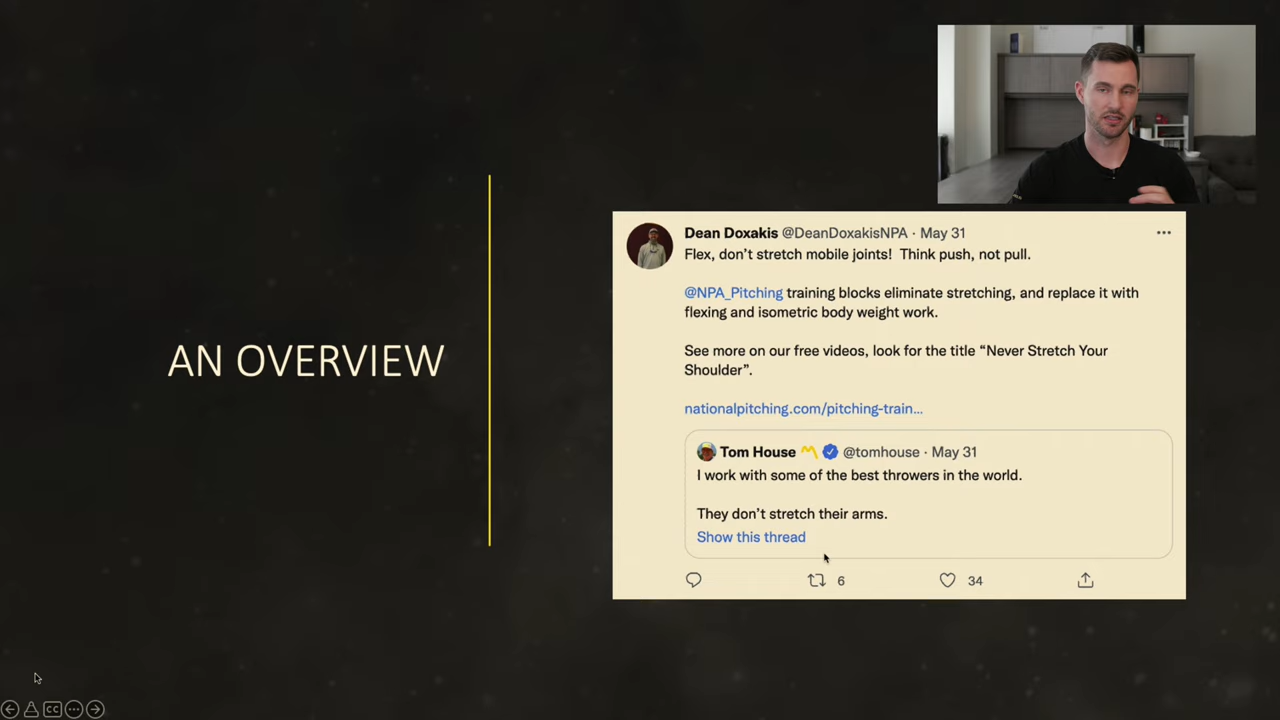 AN OVERVIEW
Dean Doxakis @DeanDoxakisNPA · May 31
Flex, don’t stretch mobile joints!  Think push, not pull.
@NPA_Pitching training blocks eliminate stretching, and replace it with
flexing and isometric body weight work.
See more on our free videos, look for the title “Never Stretch Your
Shoulder”.
nationalpitching.com/pitching-train...
Tom House @tomhouse · May 31
I work with some of the best throwers in the world.
They don’t stretch their arms.
Show this thread
6
34
CC